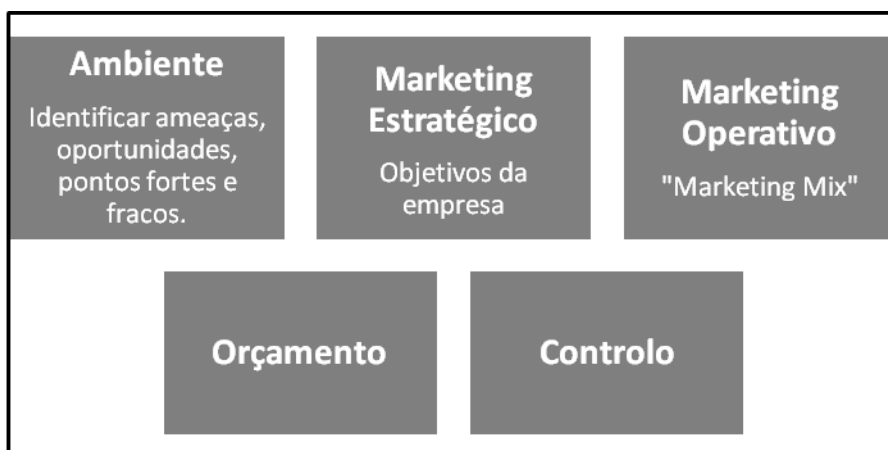 Ambiente
Identificar ameaças,
oportunidades,
pontos fortes e
fracos.
Marketing
Estratégico
Objetivos da
empresa
Marketing
Operativo
"Marketing Mix"
Orçamento
Controlo